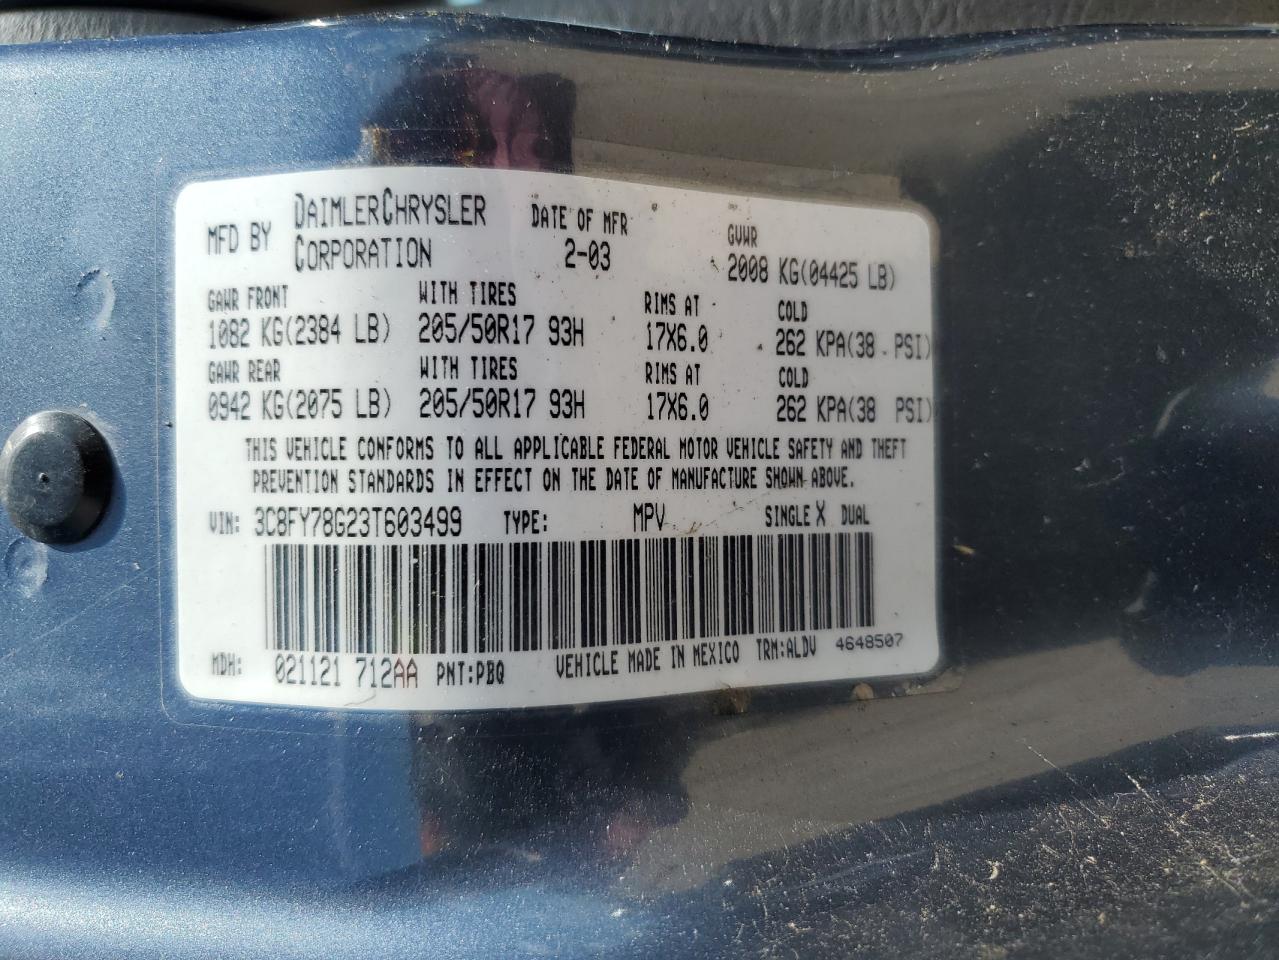 MFD BY DAIMLERCHRYSLER CORPORATION DATE OF MFR 2-03 GVWR 2008 KG(04425 LB)
GAWR FRONT WITH TIRES RIMS AT COLD
1082 KG(2384 LB) 205/50R17 93H 17X6.0 262 KPA(38 PSI)
GAWR REAR WITH TIRES RIMS AT COLD
0942 KG(2075 LB) 205/50R17 93H 17X6.0 262 KPA(38 PSI)
THIS VEHICLE CONFORMS TO ALL APPLICABLE FEDERAL MOTOR VEHICLE SAFETY AND THEFT
PREVENTION STANDARDS IN EFFECT ON THE DATE OF MANUFACTURE SHOWN ABOVE.
VIN: 3C8FY78G23T603499 TYPE: MPV SINGLE X DUAL
MDH: 021121 712AA PNT:PBQ VEHICLE MADE IN MEXICO TRM:ALDV 4648507